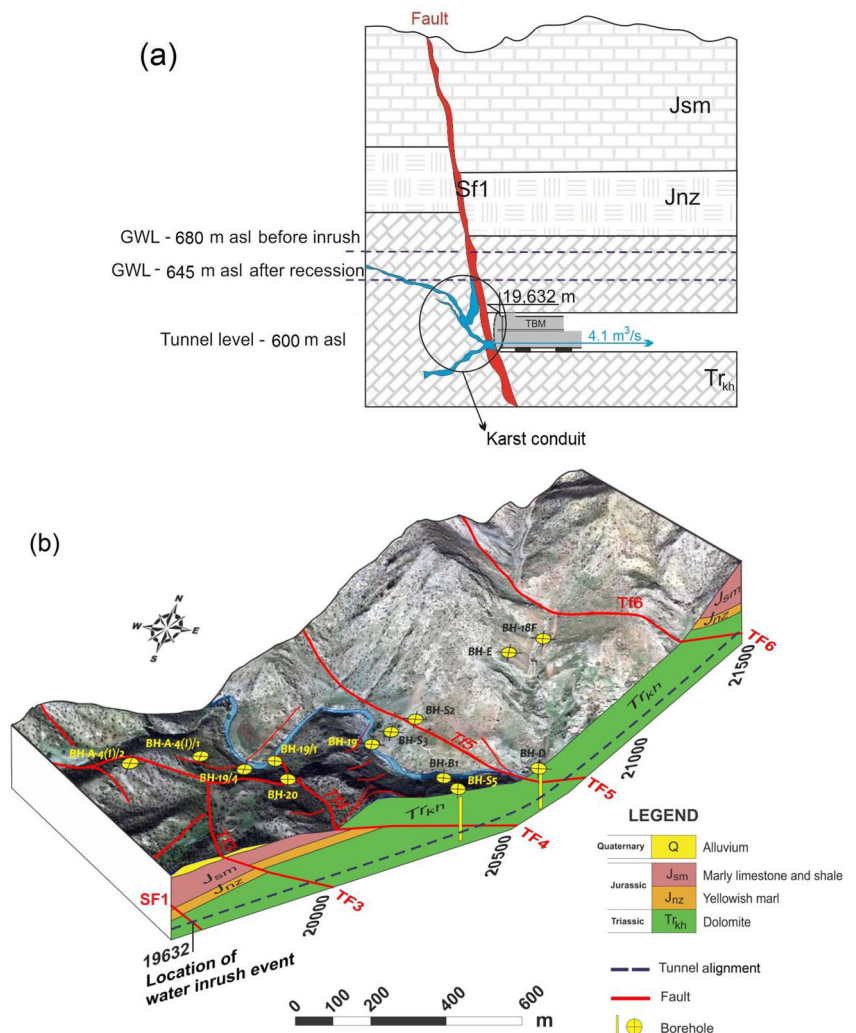 (a)
Fault
Jsm
Sf1
Jnz
GWL - 680 m asl before inrush
GWL - 645 m asl after recession
19,632 m
TBM
Tunnel level - 600 m asl
4.1 m³/s
Trkh
Karst conduit
(b)
N
W
E
S
Tf6
BH-18F
BH-E
Jsm
Jnz
TF6
21500
Trkh
BH-S2
BH-A-4(I)/1
BH-A-4(I)/2
BH-19/1
BH-19
BH-S3
Tf5
BH-D
21000
BH-19/4
BH-B1
BH-20
BH-S5
TF5
Trkh
TF4
20500
Jsm
Jnz
SF1
TF3
20000
19632
Location of
water inrush event
0 100 200 400 600
m
LEGEND
Quaternary Q Alluvium
Jurassic Jsm Marly limestone and shale
Jnz Yellowish marl
Triassic Trkh Dolomite
Tunnel alignment
Fault
Borehole